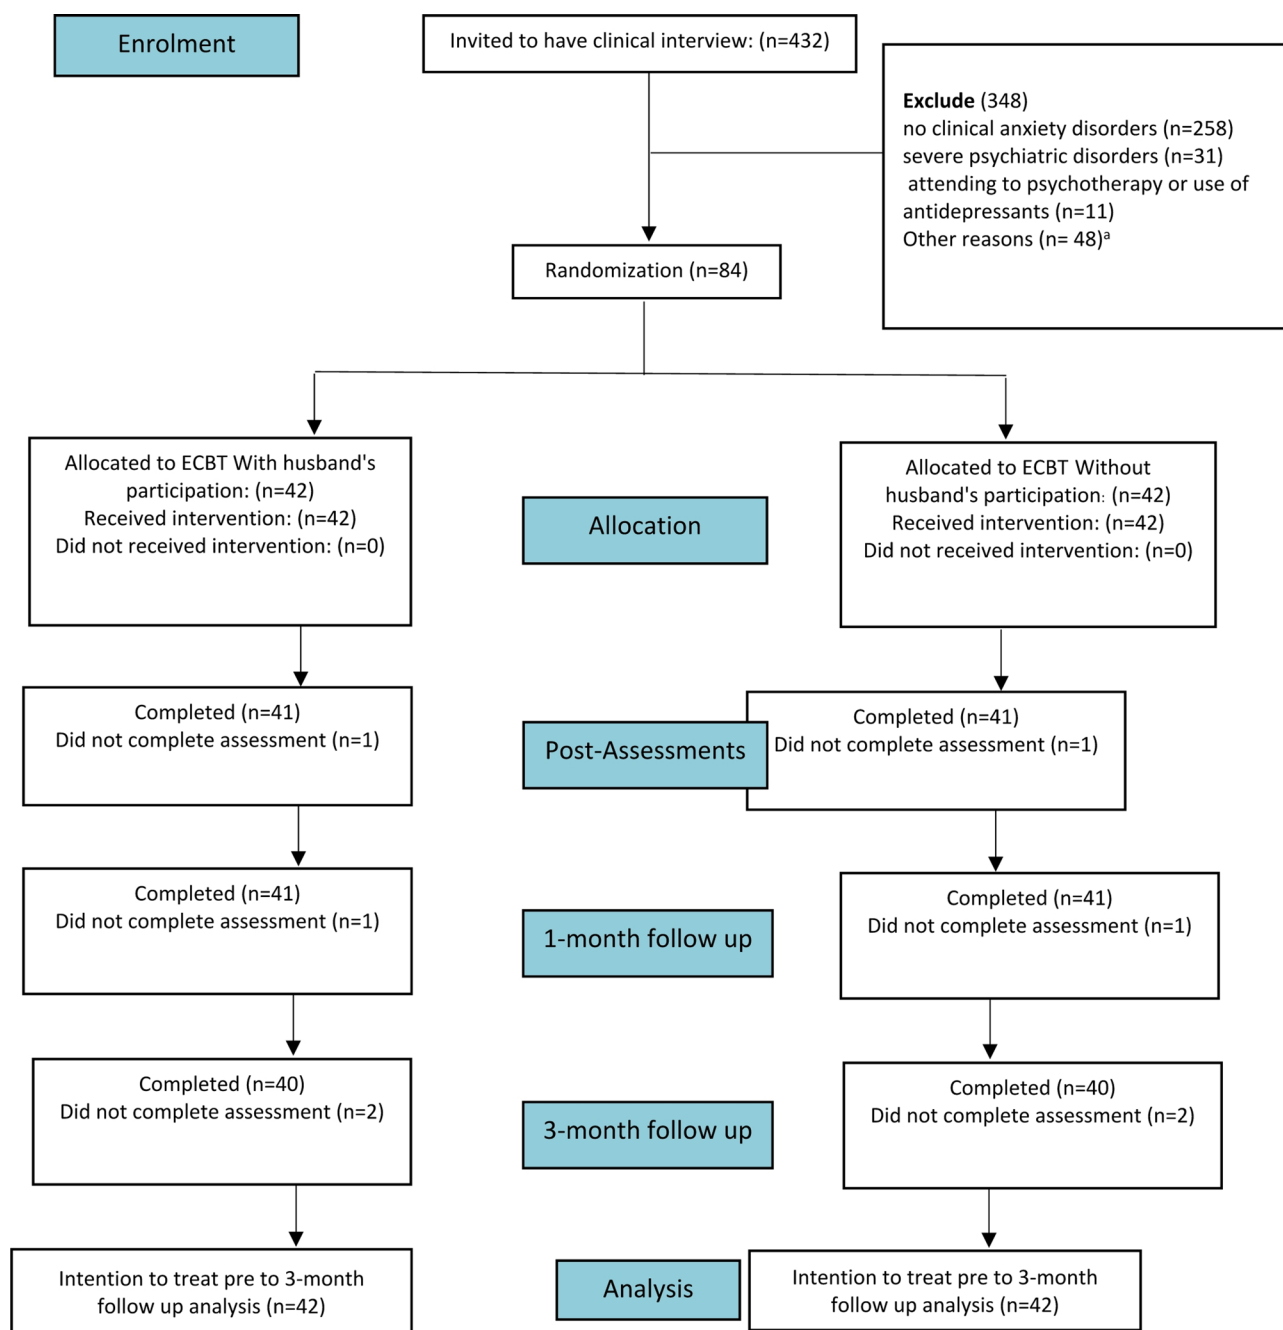 Enrolment
Invited to have clinical interview: (n=432)
Exclude (348)
no clinical anxiety disorders (n=258)
severe psychiatric disorders (n=31)
attending to psychotherapy or use of
antidepressants (n=11)
Other reasons (n= 48)a
Randomization (n=84)
Allocated to ECBT With husband's
participation: (n=42)
Received intervention: (n=42)
Did not received intervention: (n=0)
Allocation
Allocated to ECBT Without
husband's participation: (n=42)
Received intervention: (n=42)
Did not received intervention: (n=0)
Completed (n=41)
Did not complete assessment (n=1)
Post-Assessments
Completed (n=41)
Did not complete assessment (n=1)
Completed (n=41)
Did not complete assessment (n=1)
1-month follow up
Completed (n=41)
Did not complete assessment (n=1)
Completed (n=40)
Did not complete assessment (n=2)
3-month follow up
Completed (n=40)
Did not complete assessment (n=2)
Intention to treat pre to 3-month
follow up analysis (n=42)
Analysis
Intention to treat pre to 3-month
follow up analysis (n=42)